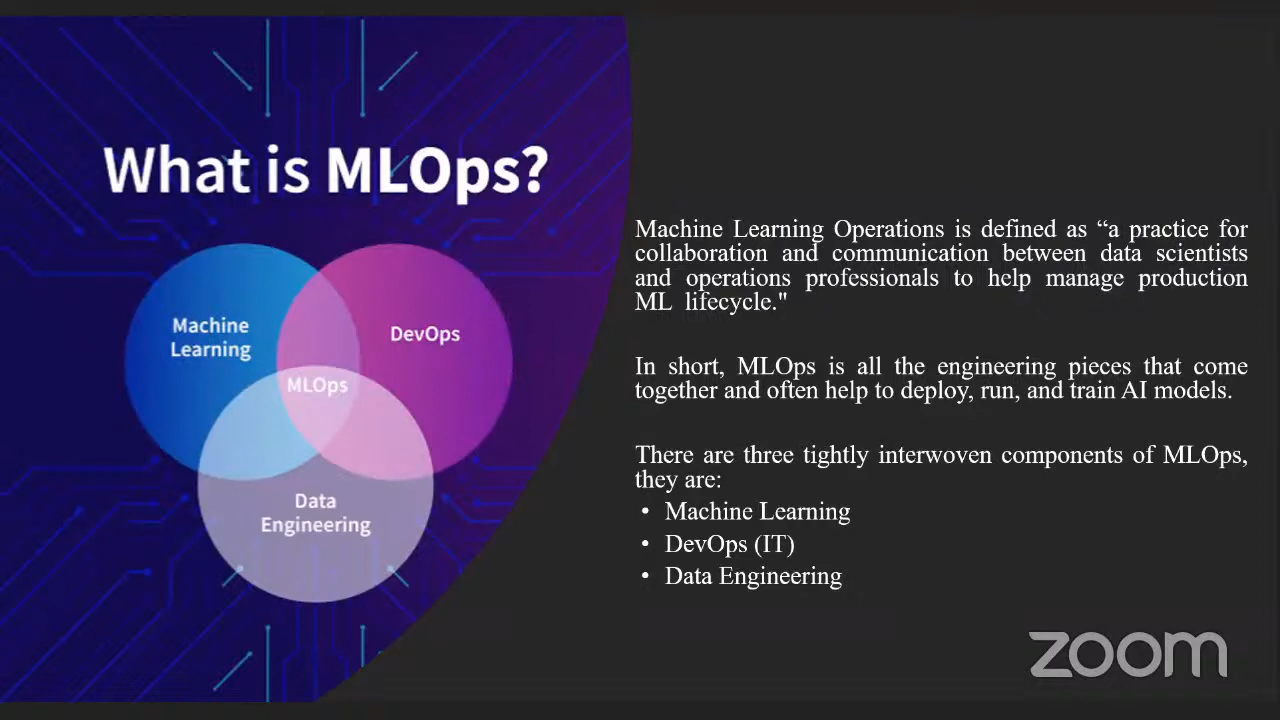 What is MLOps?
Machine
Learning
DevOps
MLOps
Data
Engineering
Machine Learning Operations is defined as “a practice for
collaboration and communication between data scientists
and operations professionals to help manage production
ML lifecycle."
In short, MLOps is all the engineering pieces that come
together and often help to deploy, run, and train AI models.
There are three tightly interwoven components of MLOps,
they are:
• Machine Learning
• DevOps (IT)
• Data Engineering
zoom